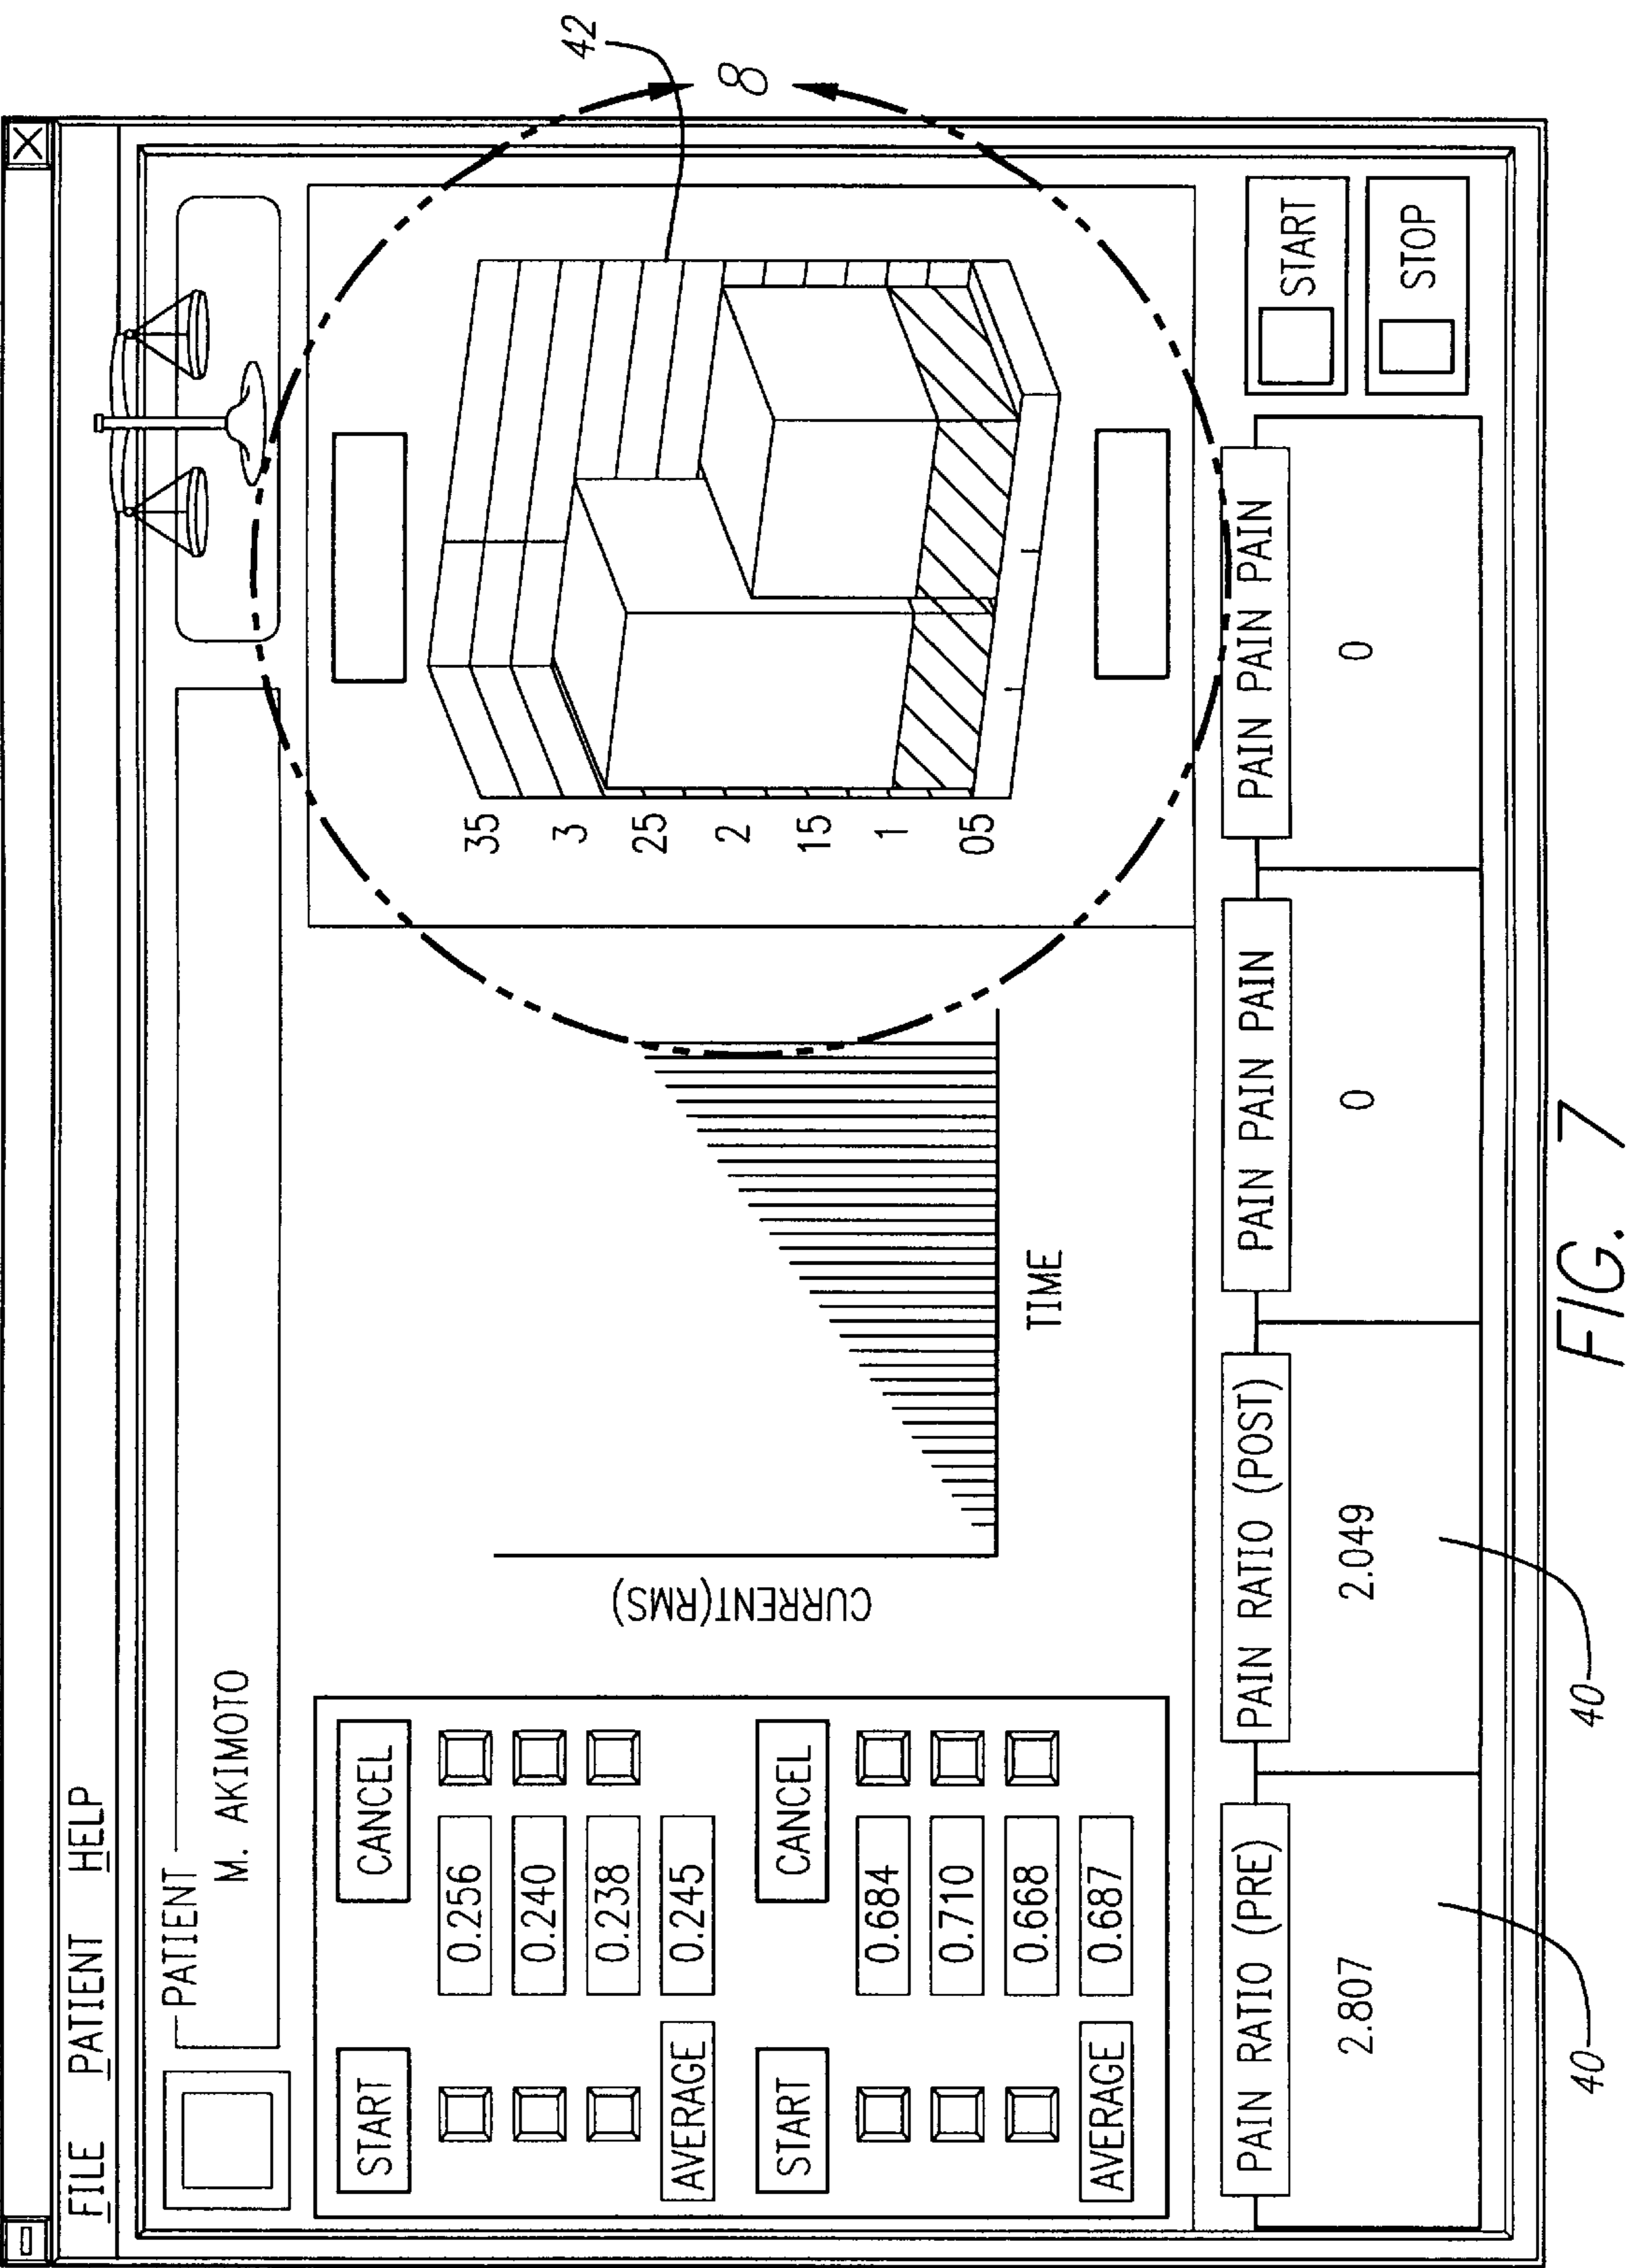 FILE PATIENT HELP
PATIENT
M. AKIMOTO
START CANCEL
0.256
0.240
0.238
AVERAGE 0.245
START CANCEL
0.684
0.710
0.668
AVERAGE 0.687
CURRENT(RMS)
TIME
35
3
25
2
15
1
05
42
8
PAIN RATIO (PRE)
2.807
PAIN RATIO (POST)
2.049
PAIN PAIN PAIN
0
PAIN PAIN PAIN
0
START
STOP
40
40
FIG. 7